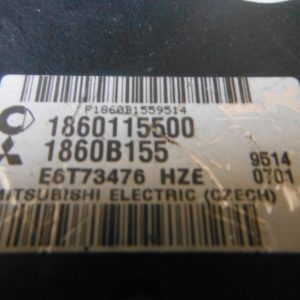 P1860B1559514
1860115500
1860B155 9514
E6T73476 HZE 0701
MITSUBISHI ELECTRIC (CZECH)